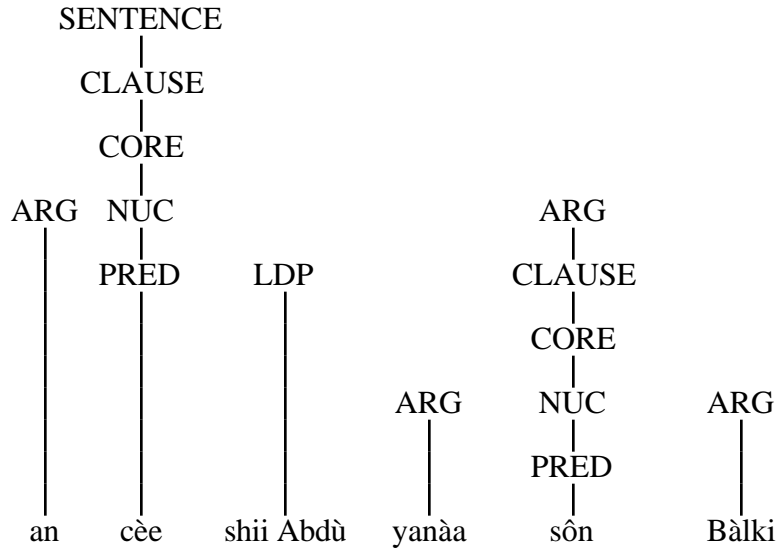 SENTENCE
CLAUSE
CORE
ARG NUC ARG
PRED LDP CLAUSE
CORE
ARG NUC ARG
PRED
an cèe shii Abdù yanàa sôn Bàlki